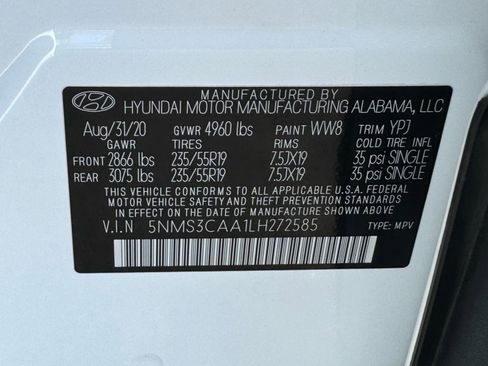 MANUFACTURED BY
HYUNDAI MOTOR MANUFACTURING ALABAMA, LLC
Aug/31/20 GVWR 4960 lbs PAINT WW8 TRIM YPJ
GAWR TIRES RIMS COLD TIRE INFL
FRONT 2866 lbs 235/55R19 7.5JX19 35 psi SINGLE
REAR 3075 lbs 235/55R19 7.5JX19 35 psi SINGLE
THIS VEHICLE CONFORMS TO ALL APPLICABLE U.S.A. FEDERAL
MOTOR VEHICLE SAFETY AND THEFT PREVENTION STANDARDS IN
EFFECT ON THE DATE OF MANUFACTURE SHOWN ABOVE.
V.I.N 5NMS3CAA1LH272585 TYPE: MPV